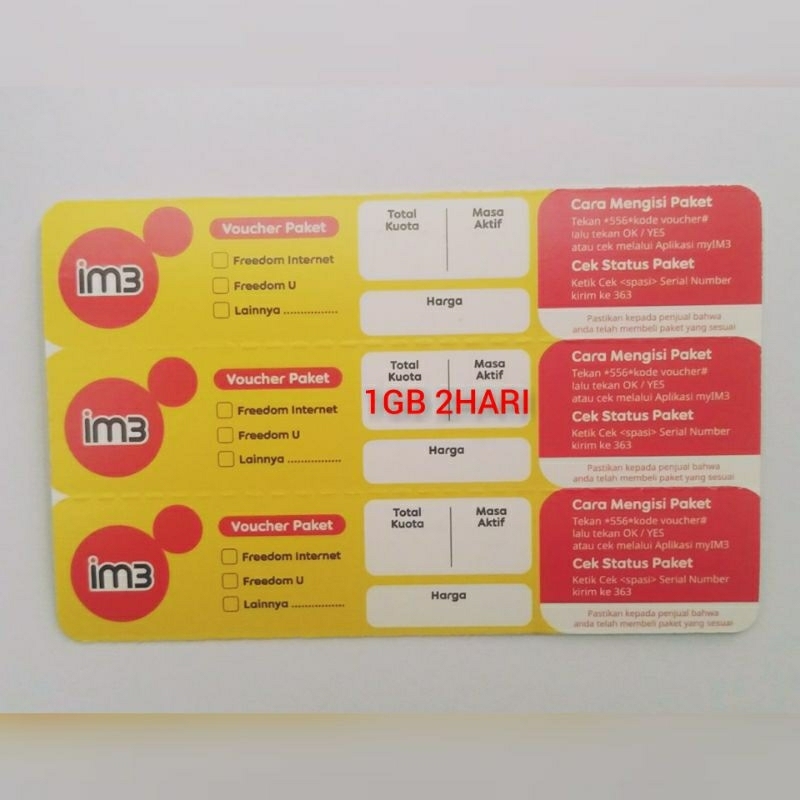 im3
Voucher Paket
Freedom Internet
Freedom U
Lainnya ................
Total Kuota
Masa Aktif
Harga
Cara Mengisi Paket
Tekan *556*kode voucher#
lalu tekan OK / YES
atau cek melalui Aplikasi myIM3
Cek Status Paket
Ketik Cek <spasi> Serial Number
kirim ke 363
Pastikan kepada penjual bahwa
anda telah membeli paket yang sesuai
im3
Voucher Paket
Freedom Internet
Freedom U
Lainnya ................
Total Kuota
Masa Aktif
1GB 2HARI
Harga
Cara Mengisi Paket
Tekan *556*kode voucher#
lalu tekan OK / YES
atau cek melalui Aplikasi myIM3
Cek Status Paket
Ketik Cek <spasi> Serial Number
kirim ke 363
Pastikan kepada penjual bahwa
anda telah membeli paket yang sesuai
im3
Voucher Paket
Freedom Internet
Freedom U
Lainnya ................
Total Kuota
Masa Aktif
Harga
Cara Mengisi Paket
Tekan *556*kode voucher#
lalu tekan OK / YES
atau cek melalui Aplikasi myIM3
Cek Status Paket
Ketik Cek <spasi> Serial Number
kirim ke 363
Pastikan kepada penjual bahwa
anda telah membeli paket yang sesuai